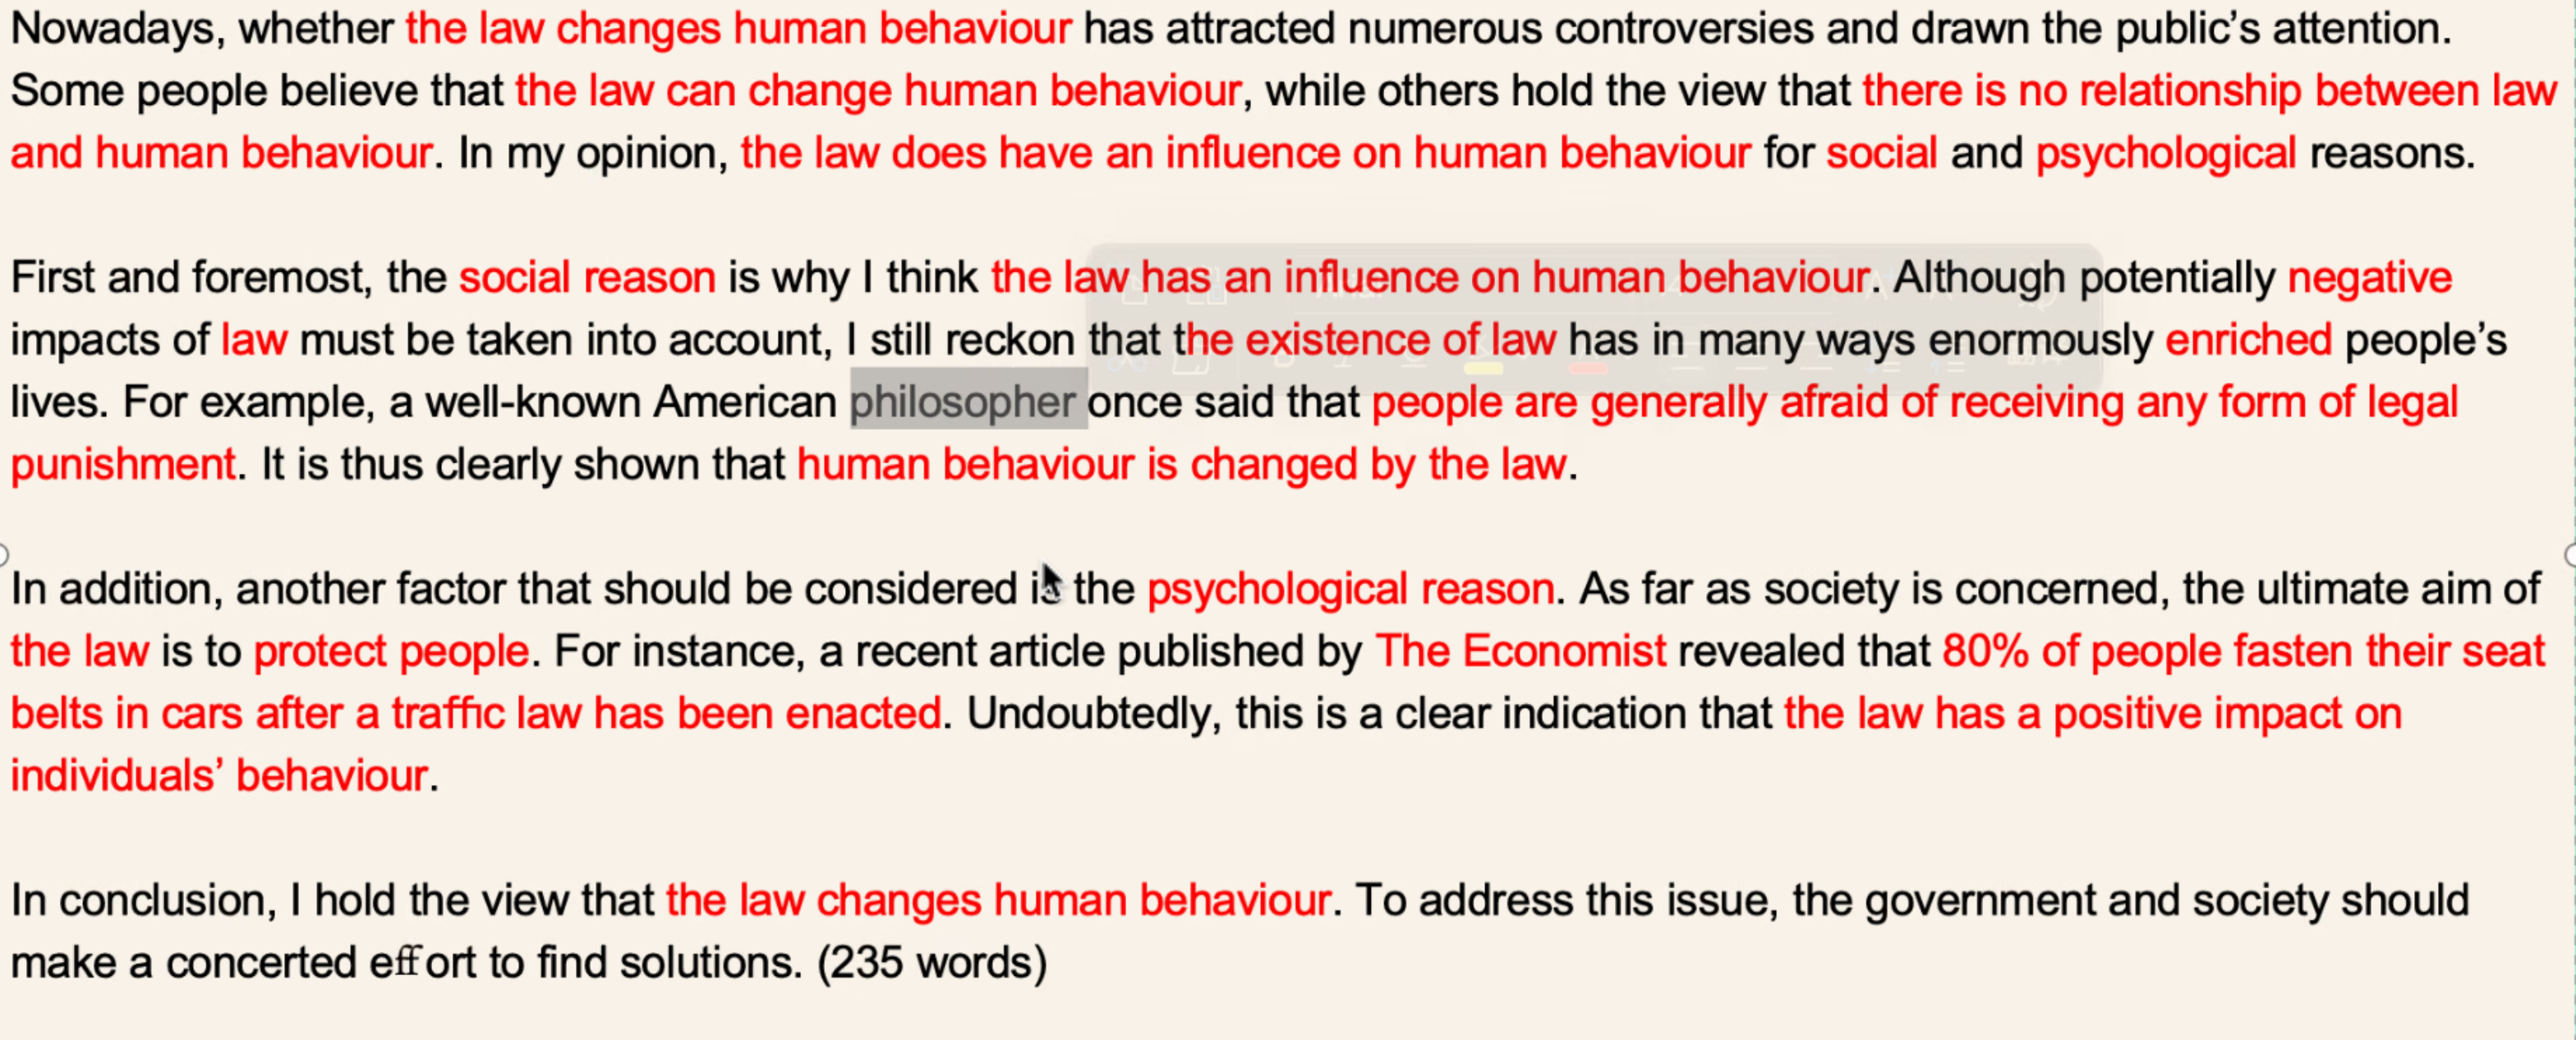 Nowadays, whether the law changes human behaviour has attracted numerous controversies and drawn the public’s attention.
Some people believe that the law can change human behaviour, while others hold the view that there is no relationship between law
and human behaviour. In my opinion, the law does have an influence on human behaviour for social and psychological reasons.
First and foremost, the social reason is why I think the law has an influence on human behaviour. Although potentially negative
impacts of law must be taken into account, I still reckon that the existence of law has in many ways enormously enriched people’s
lives. For example, a well-known American philosopher once said that people are generally afraid of receiving any form of legal
punishment. It is thus clearly shown that human behaviour is changed by the law.
In addition, another factor that should be considered is the psychological reason. As far as society is concerned, the ultimate aim of
the law is to protect people. For instance, a recent article published by The Economist revealed that 80% of people fasten their seat
belts in cars after a traffic law has been enacted. Undoubtedly, this is a clear indication that the law has a positive impact on
individuals’ behaviour.
In conclusion, I hold the view that the law changes human behaviour. To address this issue, the government and society should
make a concerted effort to find solutions. (235 words)